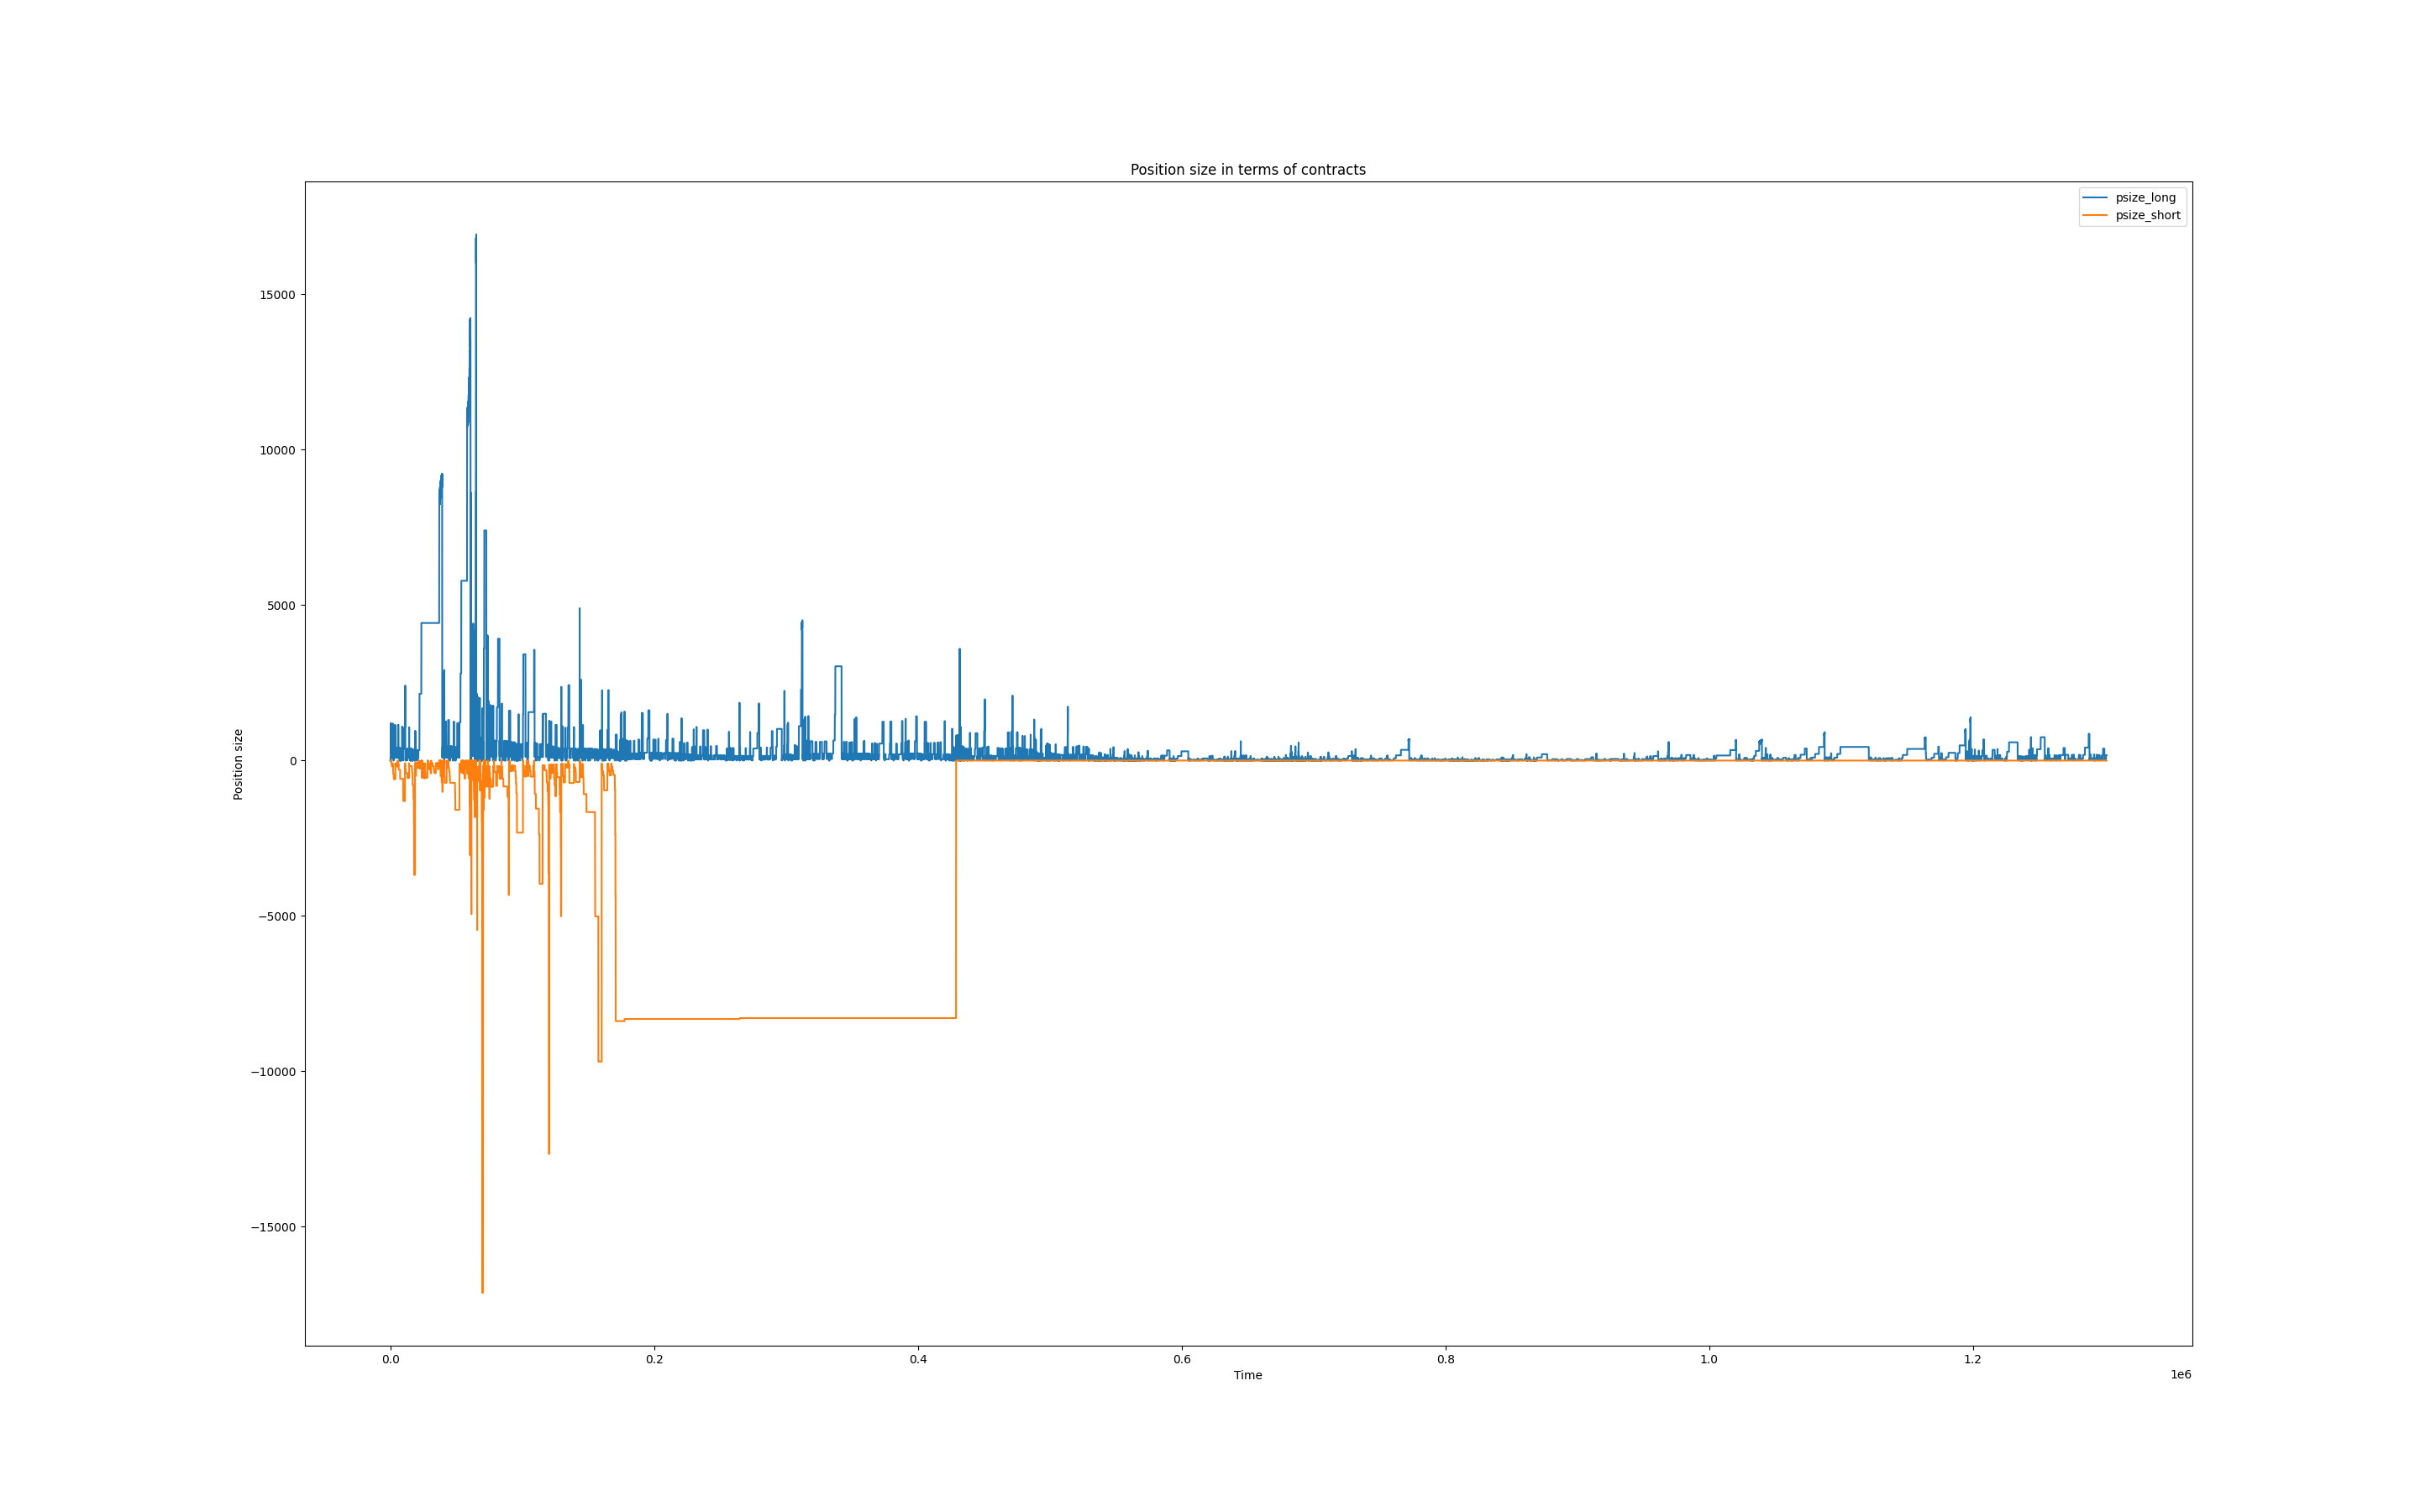 Position size in terms of contracts
psize_long
psize_short
15000
10000
5000
0
−5000
−10000
−15000
Position size
0.0 0.2 0.4 0.6 0.8 1.0 1.2
Time
1e6